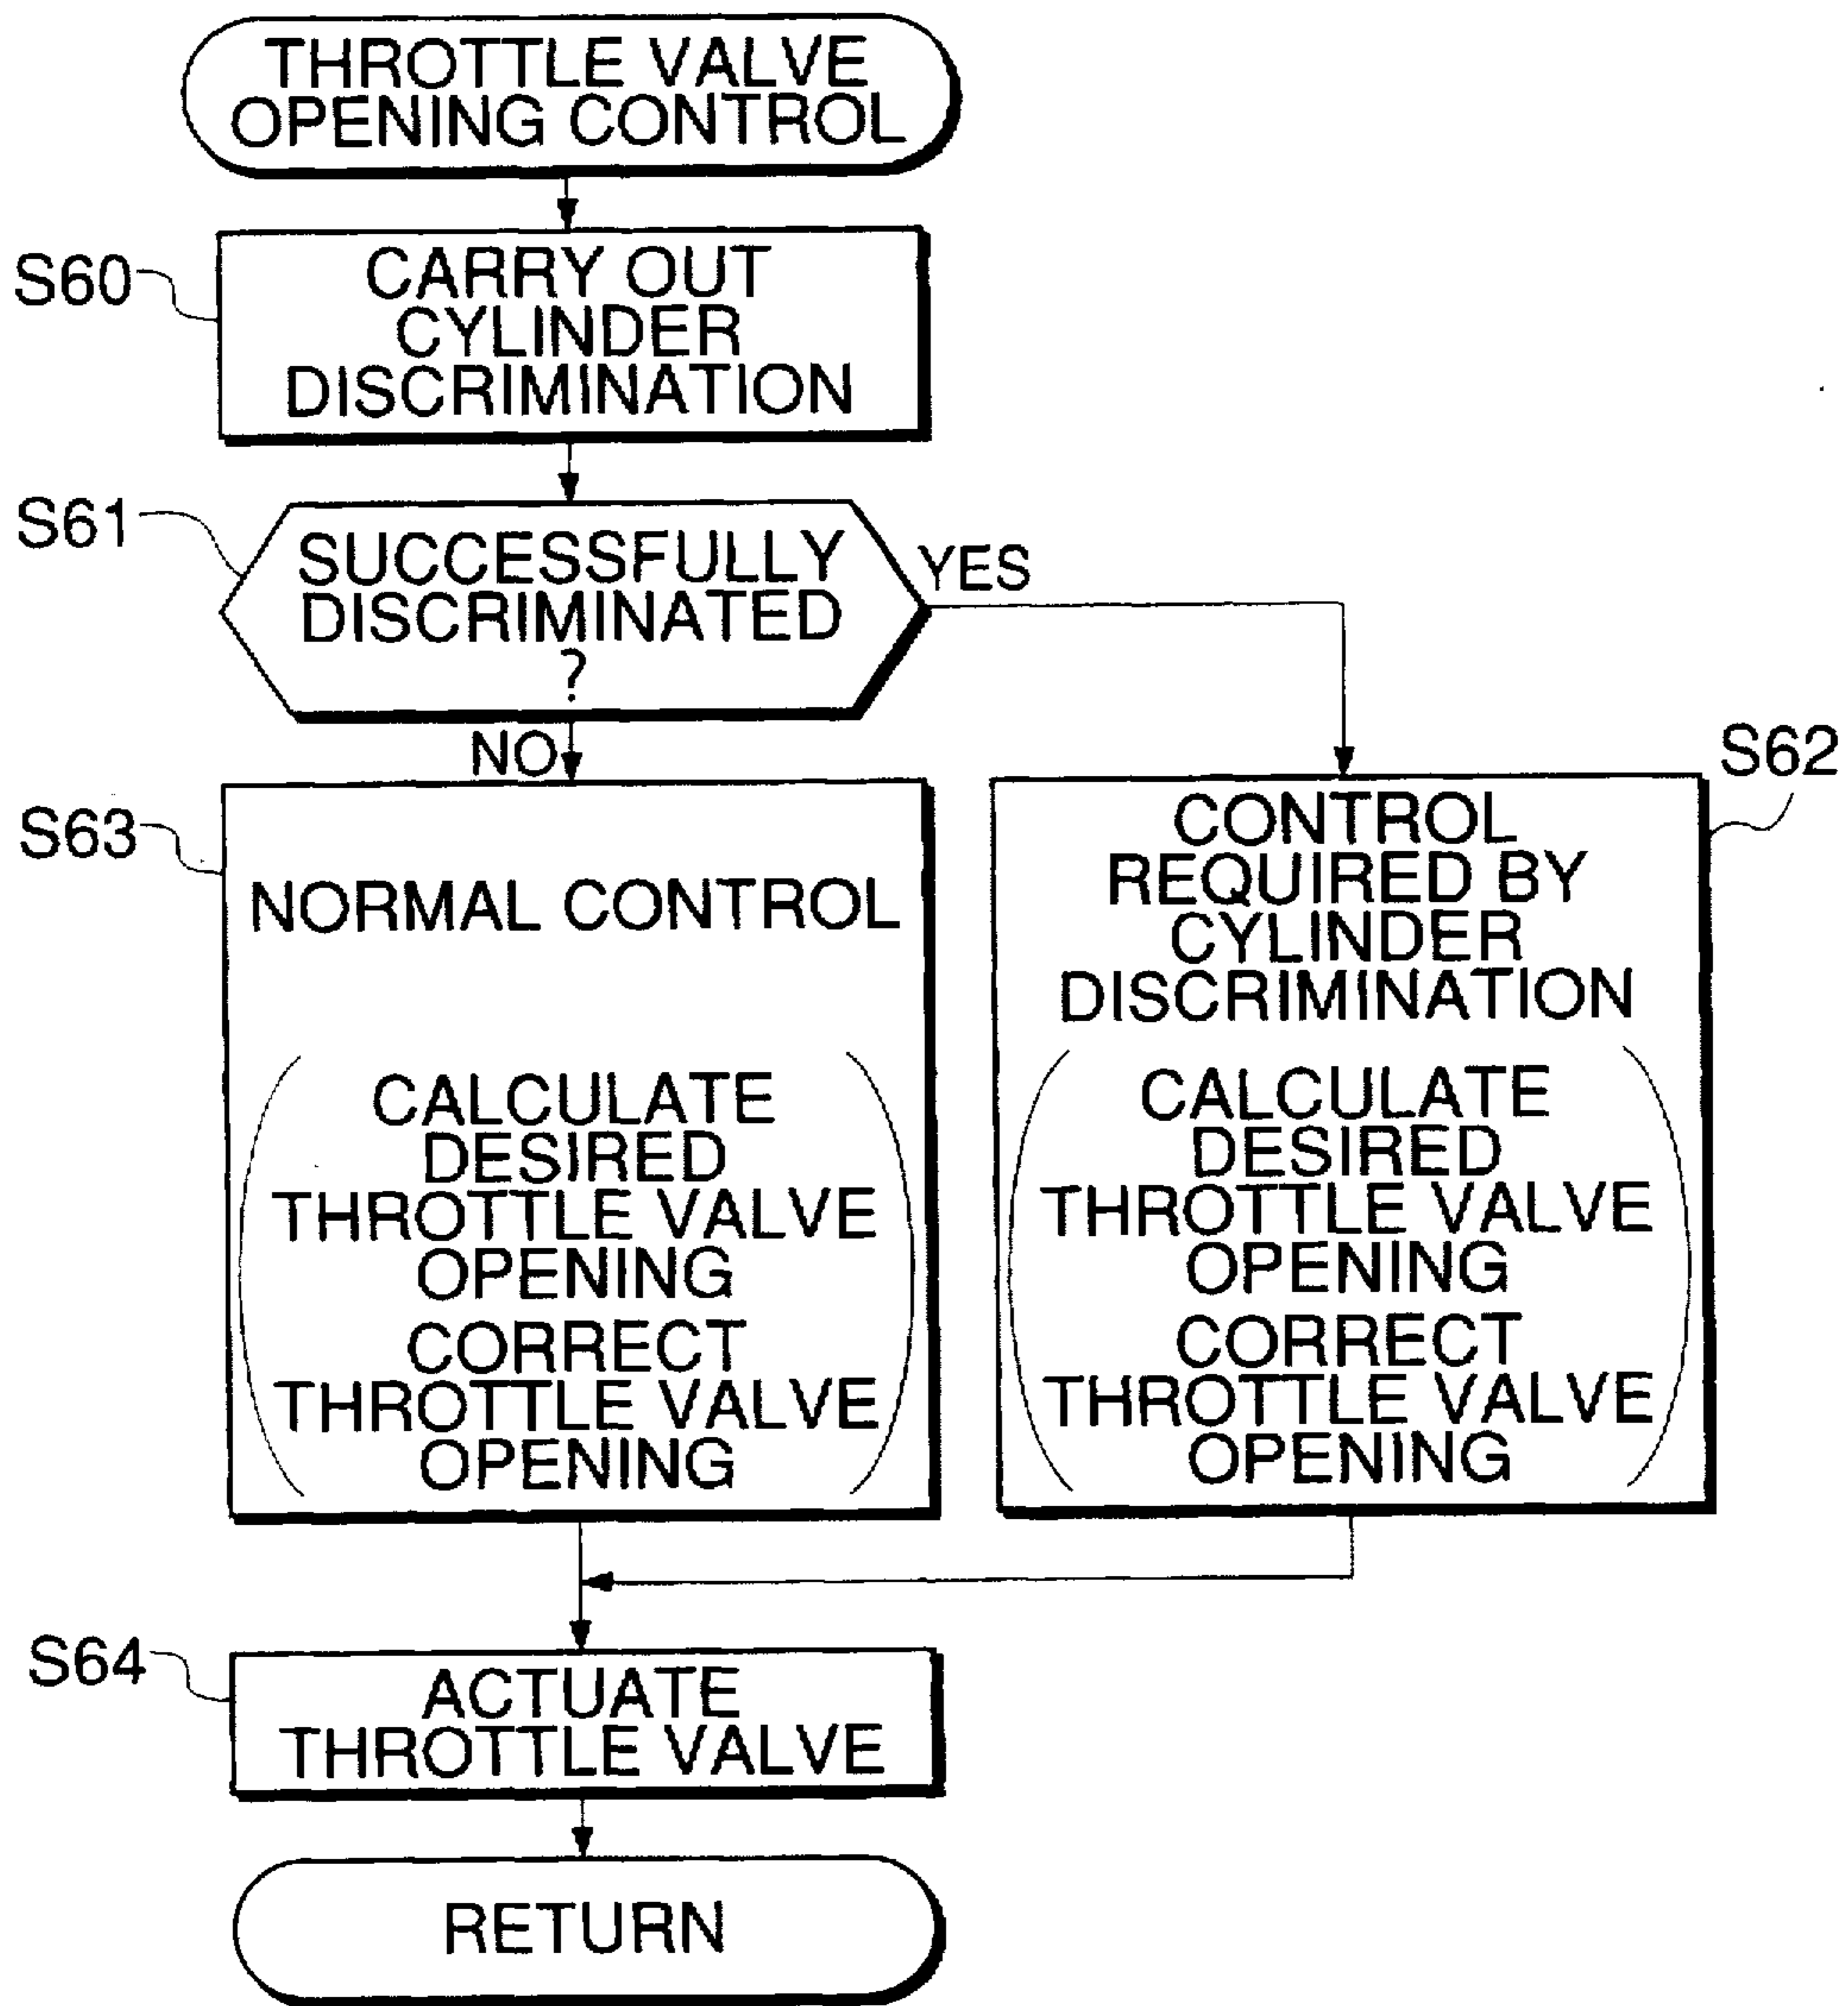 THROTTLE VALVE
OPENING CONTROL
S60
CARRY OUT
CYLINDER
DISCRIMINATION
S61
SUCCESSFULLY
DISCRIMINATED
?
YES
NO
S63
NORMAL CONTROL
CALCULATE
DESIRED
THROTTLE VALVE
OPENING
CORRECT
THROTTLE VALVE
OPENING
S62
CONTROL
REQUIRED BY
CYLINDER
DISCRIMINATION
CALCULATE
DESIRED
THROTTLE VALVE
OPENING
CORRECT
THROTTLE VALVE
OPENING
S64
ACTUATE
THROTTLE VALVE
RETURN